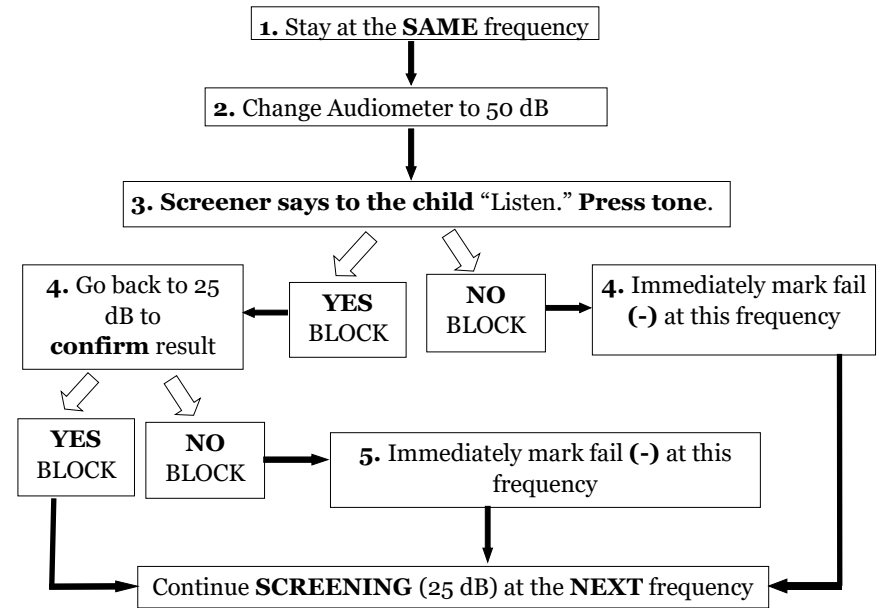 1. Stay at the SAME frequency
2. Change Audiometer to 50 dB
3. Screener says to the child “Listen.” Press tone.
4. Go back to 25
dB to
confirm result
YES
BLOCK
NO
BLOCK
4. Immediately mark fail
(-) at this frequency
YES
BLOCK
NO
BLOCK
5. Immediately mark fail (-) at this
frequency
Continue SCREENING (25 dB) at the NEXT frequency